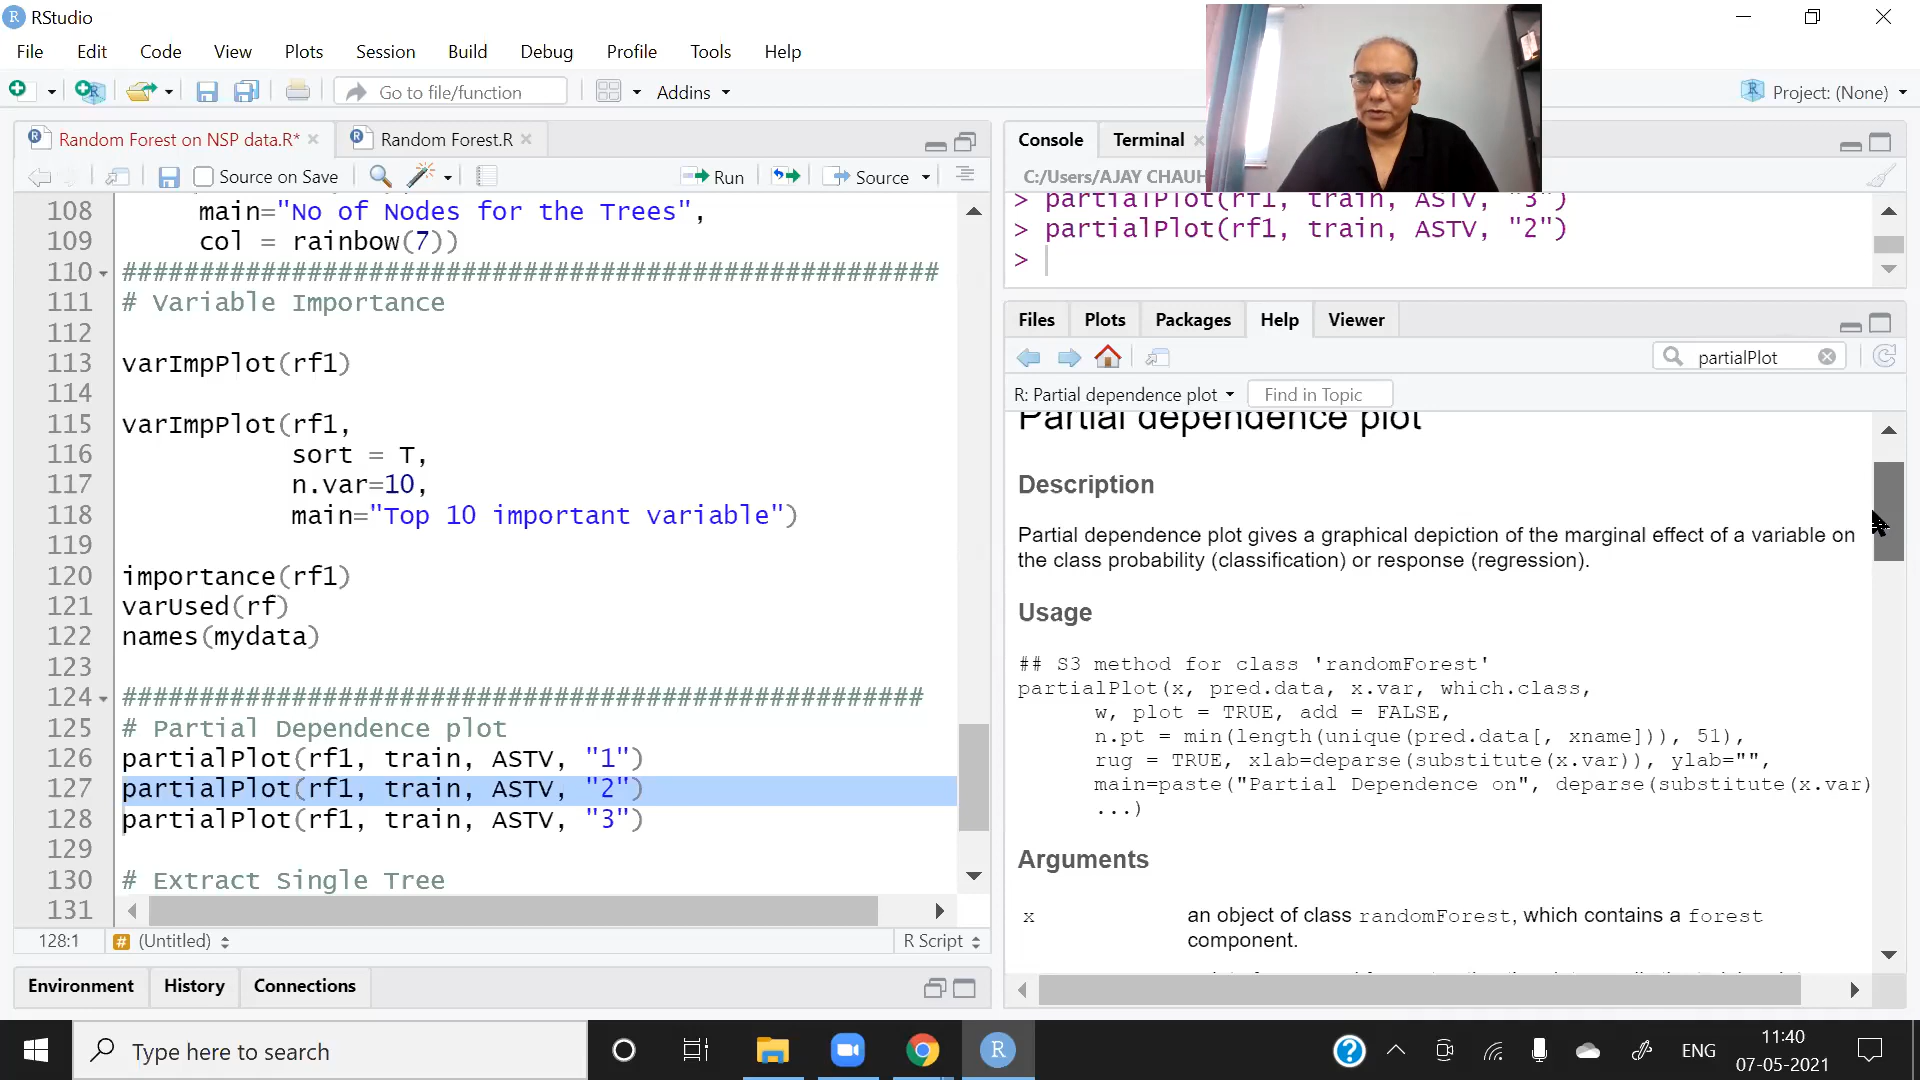 RStudio
File Edit Code View Plots Session Build Debug Profile Tools Help
Go to file/function Addins Project: (None)
Random Forest on NSP data.R* Random Forest.R
Source on Save Run Source
108 main="No of Nodes for the Trees",
109 col = rainbow(7))
110 #####################################################
111 # Variable Importance
112
113 varImpPlot(rf1)
114
115 varImpPlot(rf1,
116 sort = T,
117 n.var=10,
118 main="Top 10 important variable")
119
120 importance(rf1)
121 varUsed(rf)
122 names(mydata)
123
124 ####################################################
125 # Partial Dependence plot
126 partialPlot(rf1, train, ASTV, "1")
127 partialPlot(rf1, train, ASTV, "2")
128 partialPlot(rf1, train, ASTV, "3")
129
130 # Extract Single Tree
131
128:1 (Untitled) R Script
Environment History Connections
Console Terminal
C:/Users/AJAY CHAUH
> partialPlot(rf1, train, ASTV, "3")
> partialPlot(rf1, train, ASTV, "2")
>
Files Plots Packages Help Viewer
partialPlot
R: Partial dependence plot Find in Topic
Partial dependence plot
Description
Partial dependence plot gives a graphical depiction of the marginal effect of a variable on
the class probability (classification) or response (regression).
Usage
## S3 method for class 'randomForest'
partialPlot(x, pred.data, x.var, which.class,
w, plot = TRUE, add = FALSE,
n.pt = min(length(unique(pred.data[, xname])), 51),
rug = TRUE, xlab=deparse(substitute(x.var)), ylab="",
main=paste("Partial Dependence on", deparse(substitute(x.var)
...)
Arguments
x an object of class randomForest, which contains a forest
component.
Type here to search
ENG
11:40
07-05-2021